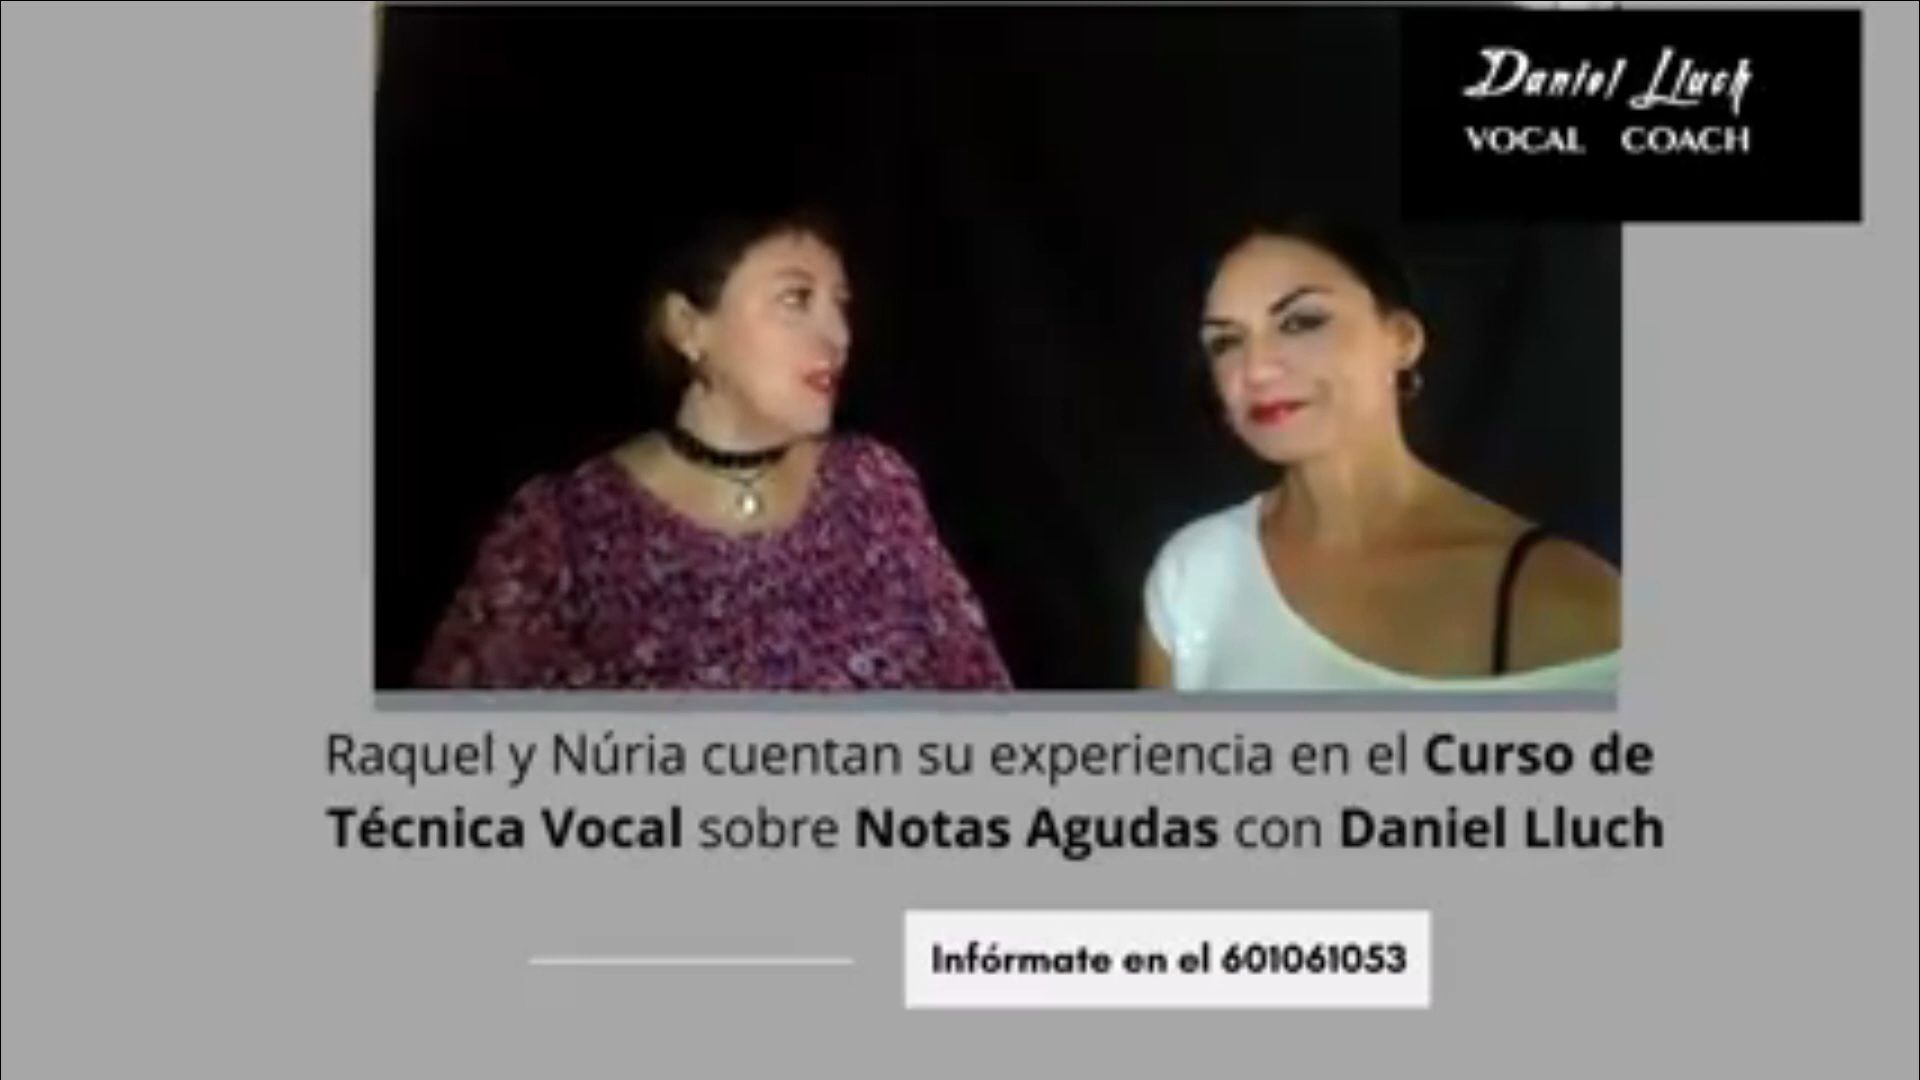 Daniel Lluch
VOCAL COACH
Raquel y Núria cuentan su experiencia en el Curso de
Técnica Vocal sobre Notas Agudas con Daniel Lluch
Infórmate en el 601061053